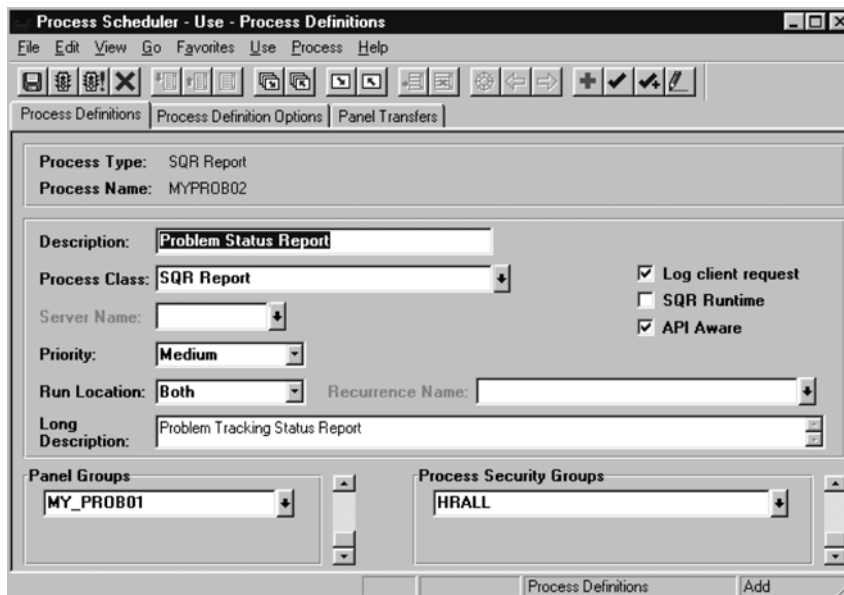 Process Scheduler - Use - Process Definitions
File Edit View Go Favorites Use Process Help
Process Definitions Process Definition Options Panel Transfers
Process Type: SQR Report
Process Name: MYPROB02
Description: Problem Status Report
Process Class: SQR Report
Log client request
SQR Runtime
Server Name:
API Aware
Priority: Medium
Run Location: Both Recurrence Name:
Long Description: Problem Tracking Status Report
Panel Groups
MY_PROB01
Process Security Groups
HRALL
Process Definitions Add